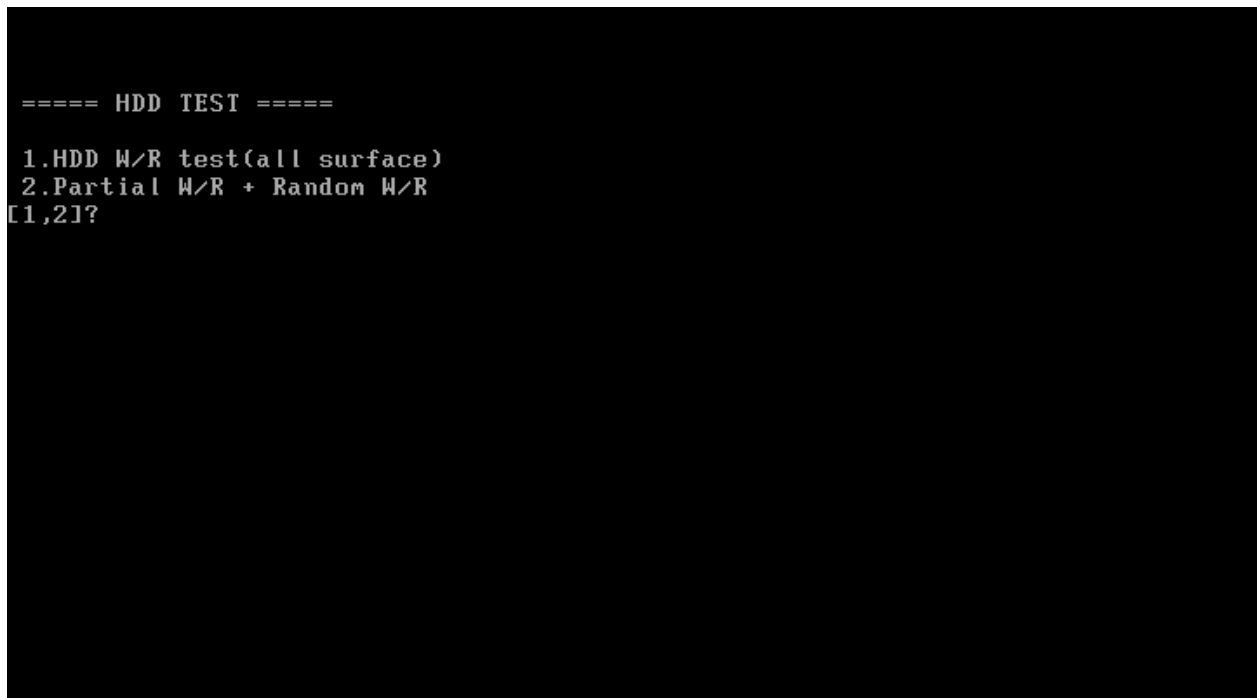 ===== HDD TEST =====
1.HDD W/R test(all surface)
2.Partial W/R + Random W/R
[1,2]?